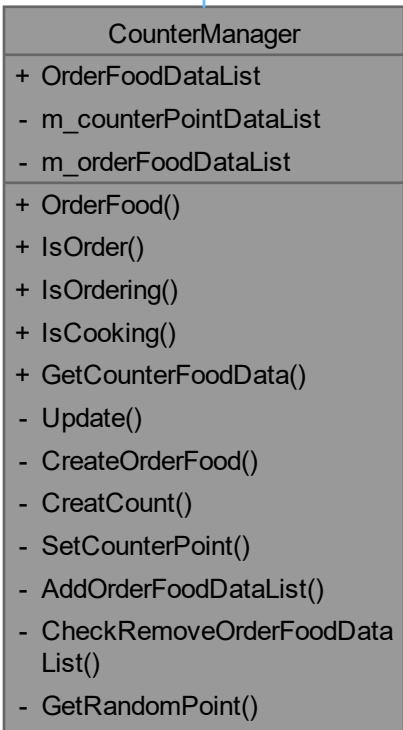 CounterManager
+ OrderFoodDataList
- m_counterPointDataList
- m_orderFoodDataList
+ OrderFood()
+ IsOrder()
+ IsOrdering()
+ IsCooking()
+ GetCounterFoodData()
- Update()
- CreateOrderFood()
- CreatCount()
- SetCounterPoint()
- AddOrderFoodDataList()
- CheckRemoveOrderFoodData
List()
- GetRandomPoint()